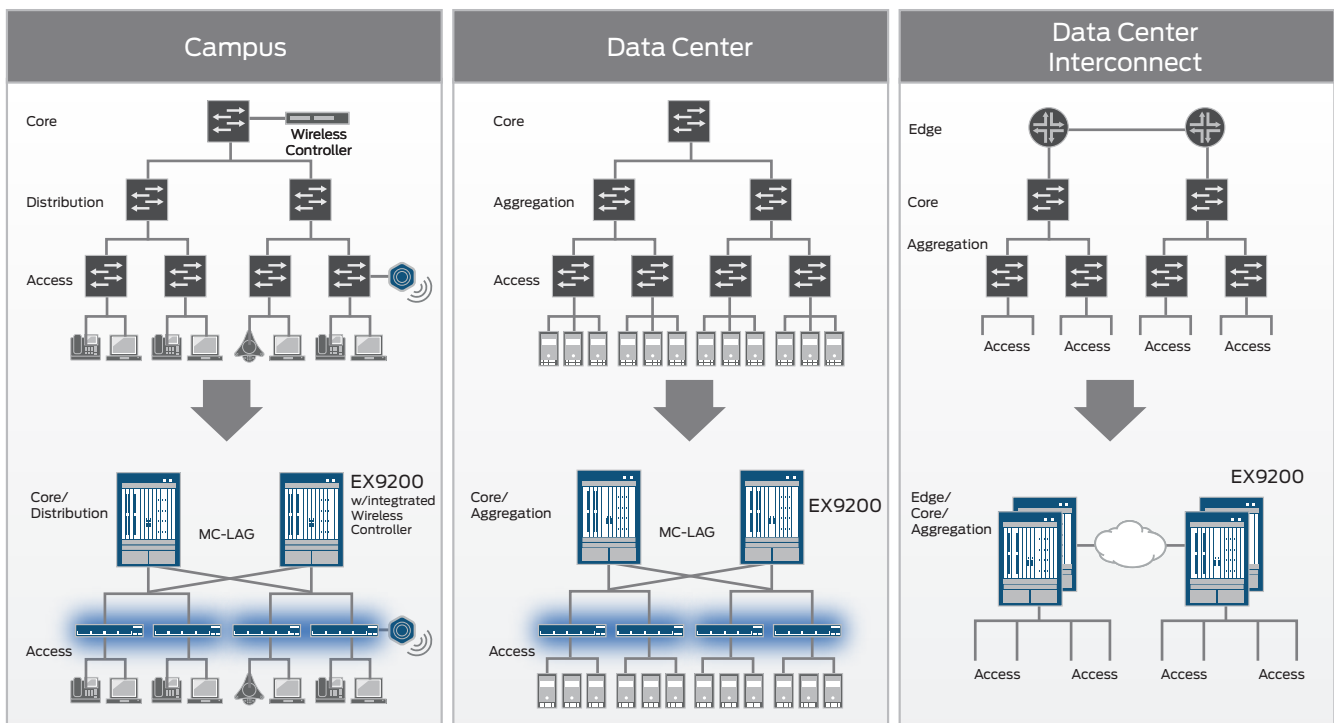 Campus
Core
Wireless
Controller
Distribution
Access
Core/
Distribution
MC-LAG
EX9200
w/integtrated
Wireless
Controller
Access
Data Center
Core
Aggregation
Access
Core/
Aggregation
MC-LAG
EX9200
Access
Data Center
Interconnect
Edge
Core
Aggregation
Access
Access
Access
Access
EX9200
Edge/
Core/
Aggregation
Access
Access
Access
Access